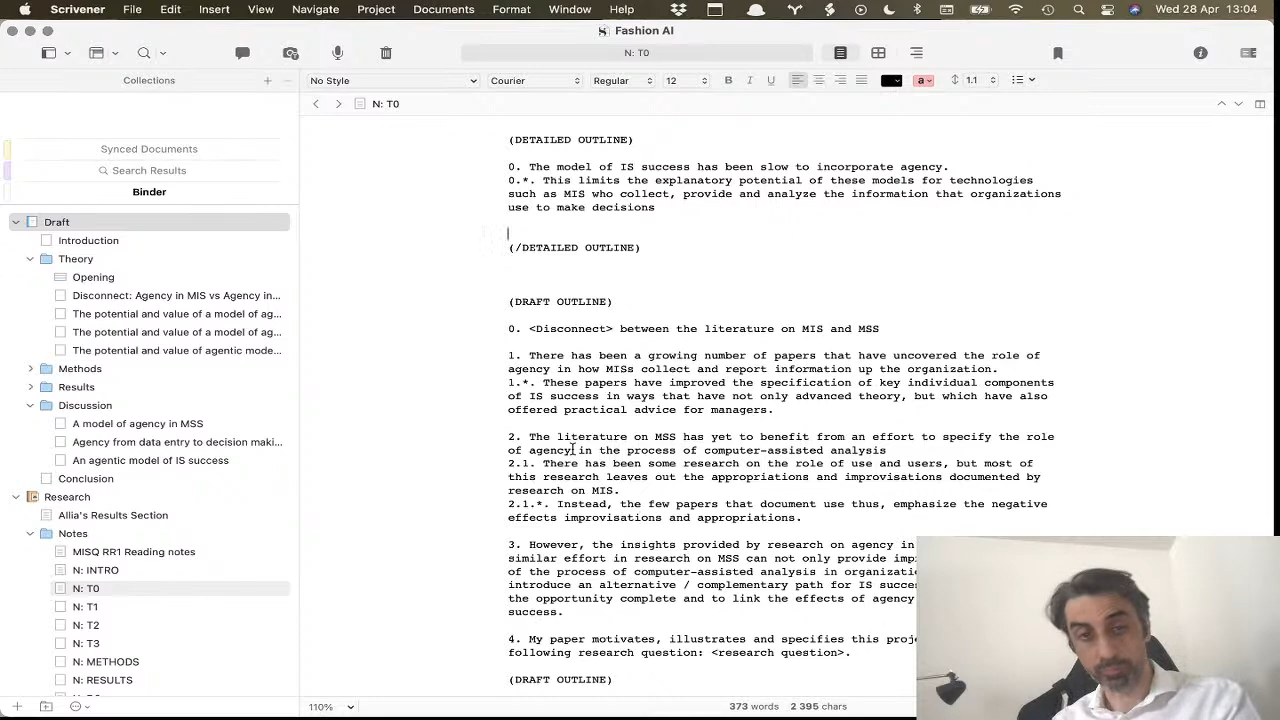 Scrivener File Edit Insert View Navigate Project Documents Format Window Help Wed 28 Apr 13:04
Fashion AI
N: T0
Collections
No Style Courier Regular 12 B I U a 1.1
N: T0
Synced Documents
Search Results
Binder
Draft
Introduction
Theory
Opening
Disconnect: Agency in MIS vs Agency in...
The potential and value of a model of ag...
The potential and value of a model of ag...
The potential and value of agentic mode...
Methods
Results
Discussion
A model of agency in MSS
Agency from data entry to decision maki...
An agentic model of IS success
Conclusion
Research
Allia's Results Section
Notes
MISQ RR1 Reading notes
N: INTRO
N: T0
N: T1
N: T2
N: T3
N: METHODS
N: RESULTS
(DETAILED OUTLINE)
0. The model of IS success has been slow to incorporate agency.
0.*. This limits the explanatory potential of these models for technologies
such as MIS who collect, provide and analyze the information that organizations
use to make decisions
(/DETAILED OUTLINE)
(DRAFT OUTLINE)
0. <Disconnect> between the literature on MIS and MSS
1. There has been a growing number of papers that have uncovered the role of
agency in how MISs collect and report information up the organization.
1.*. These papers have improved the specification of key individual components
of IS success in ways that have not only advanced theory, but which have also
offered practical advice for managers.
2. The literature on MSS has yet to benefit from an effort to specify the role
of agency in the process of computer-assisted analysis
2.1. There has been some research on the role of use and users, but most of
this research leaves out the appropriations and improvisations documented by
research on MIS.
2.1.*. Instead, the few papers that document use thus, emphasize the negative
effects improvisations and appropriations.
3. However, the insights provided by research on agency in
similar effort in research on MSS can not only provide
of the process of computer-assisted analysis in
introduce an alternative / complementary path for IS
the opportunity complete and to link the effects of agency
success.
4. My paper motivates, illustrates and specifies this
following research question: <research question>.
(DRAFT OUTLINE)
110% 373 words 2 395 chars